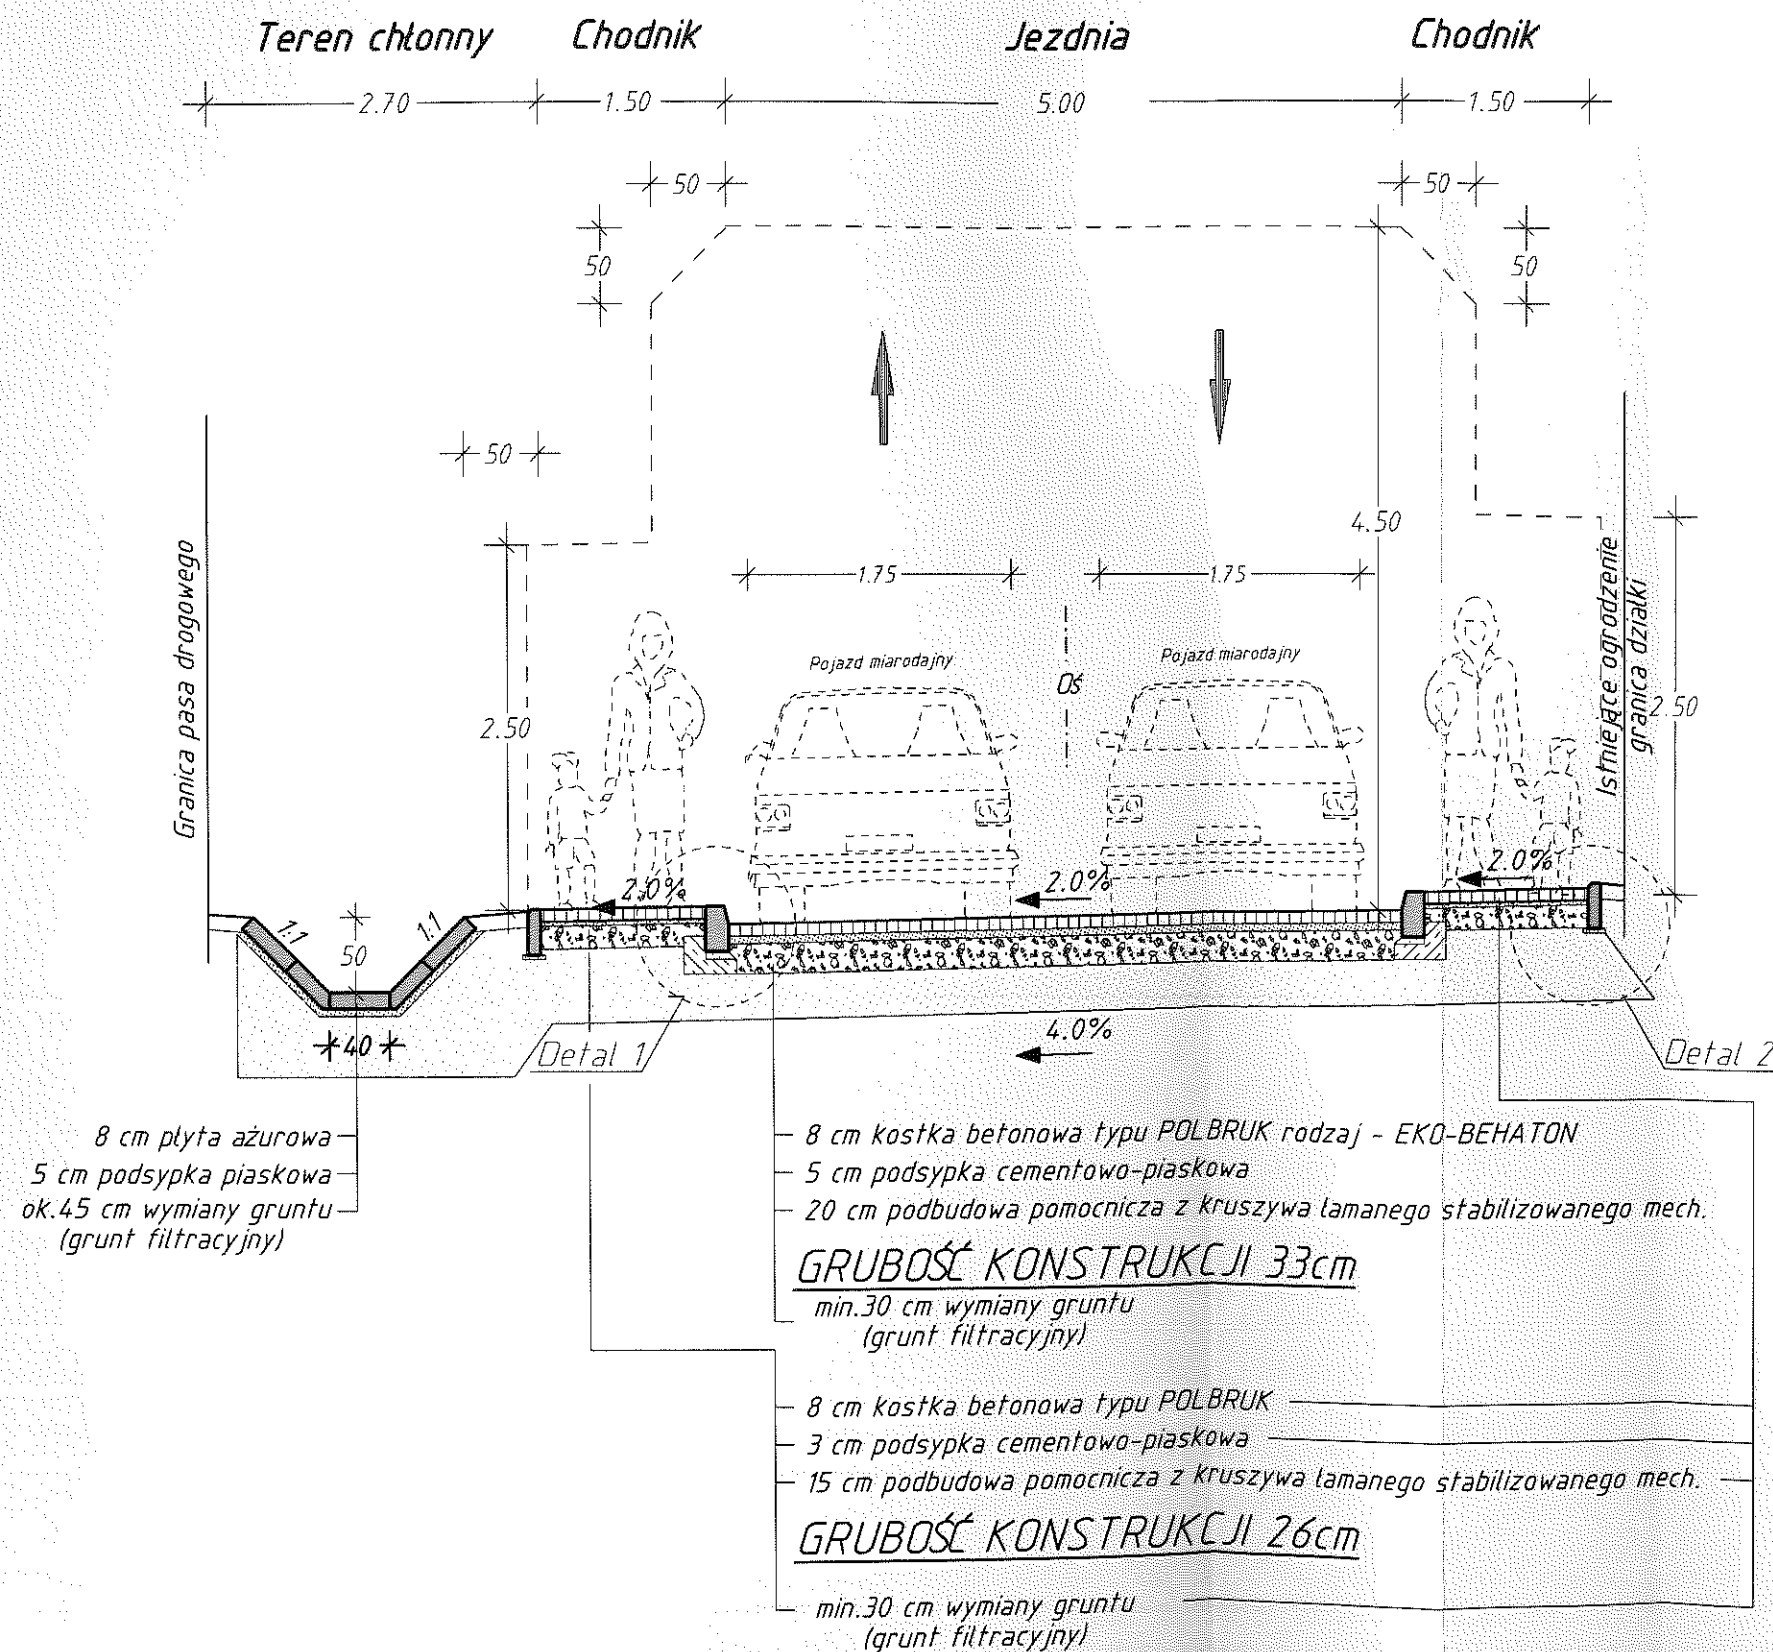 Teren chłonny Chodnik Jezdnia Chodnik
2.70 1.50 5.00 1.50
50 50
50 50
50
4.50
1.75 1.75
Granica pasa drogowego
Istniejące ogrodzenie
granica działki
Pojazd miarodajny Pojazd miarodajny
Oś
2.50 2.50
2.0% 2.0% 2.0%
1:1 1:1
50
40
4.0%
Detal 1 Detal 2
8 cm płyta ażurowa
5 cm podsypka piaskowa
ok.45 cm wymiany gruntu
(grunt filtracyjny)
8 cm kostka betonowa typu POLBRUK rodzaj - EKO-BEHATON
5 cm podsypka cementowo-piaskowa
20 cm podbudowa pomocnicza z kruszywa łamanego stabilizowanego mech.
GRUBOŚĆ KONSTRUKCJI 33cm
min.30 cm wymiany gruntu
(grunt filtracyjny)
8 cm kostka betonowa typu POLBRUK
3 cm podsypka cementowo-piaskowa
15 cm podbudowa pomocnicza z kruszywa łamanego stabilizowanego mech.
GRUBOŚĆ KONSTRUKCJI 26cm
min.30 cm wymiany gruntu
(grunt filtracyjny)